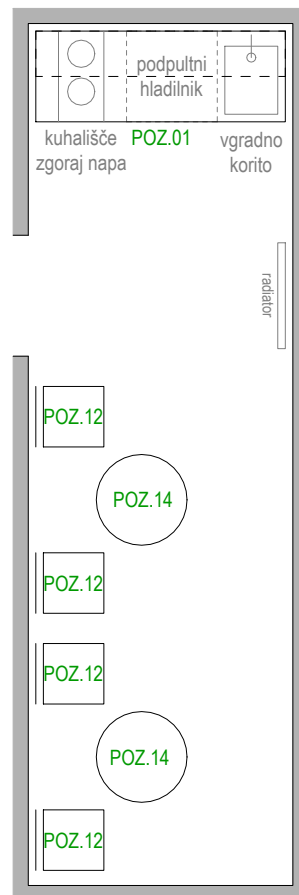 podpultni
hladilnik
kuhališče
zgoraj napa
POZ.01
vgradno
korito
radiator
POZ.12
POZ.14
POZ.12
POZ.12
POZ.14
POZ.12